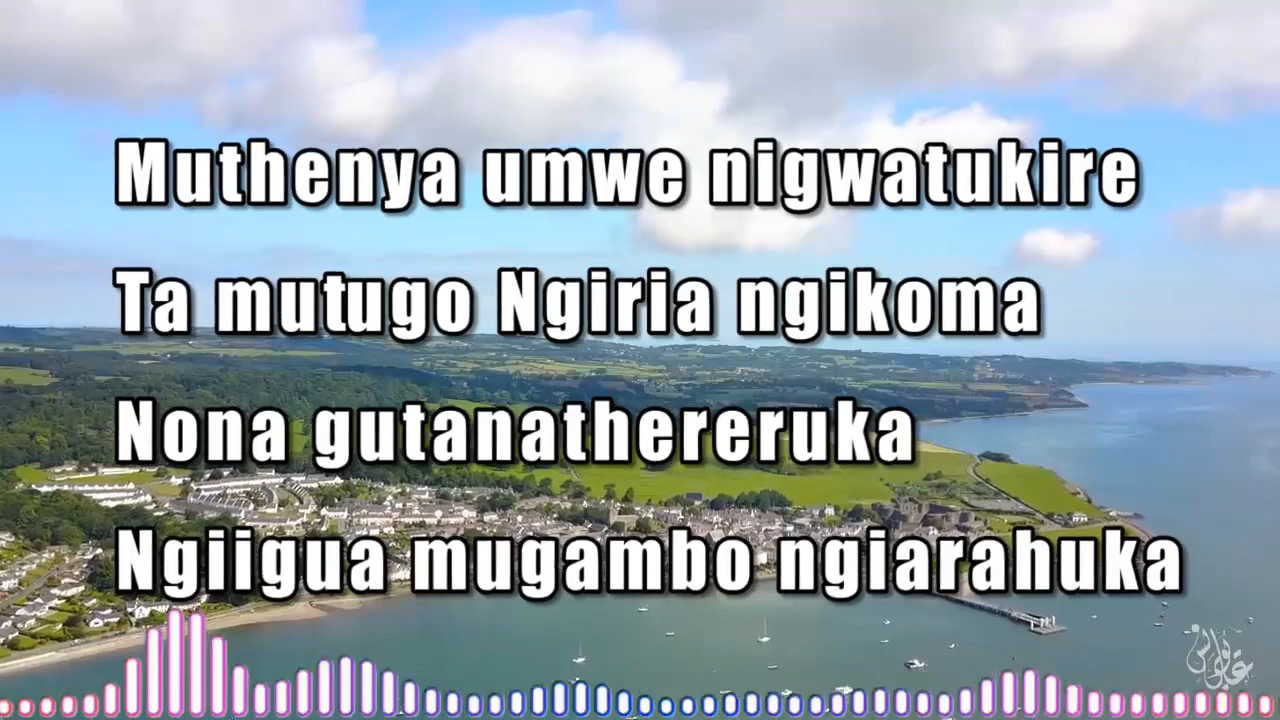 Muthenya umwe nigwatukire
Ta mutugo Ngiria ngikoma
Nona gutanathereruka
Ngiigua mugambo ngiarahuka